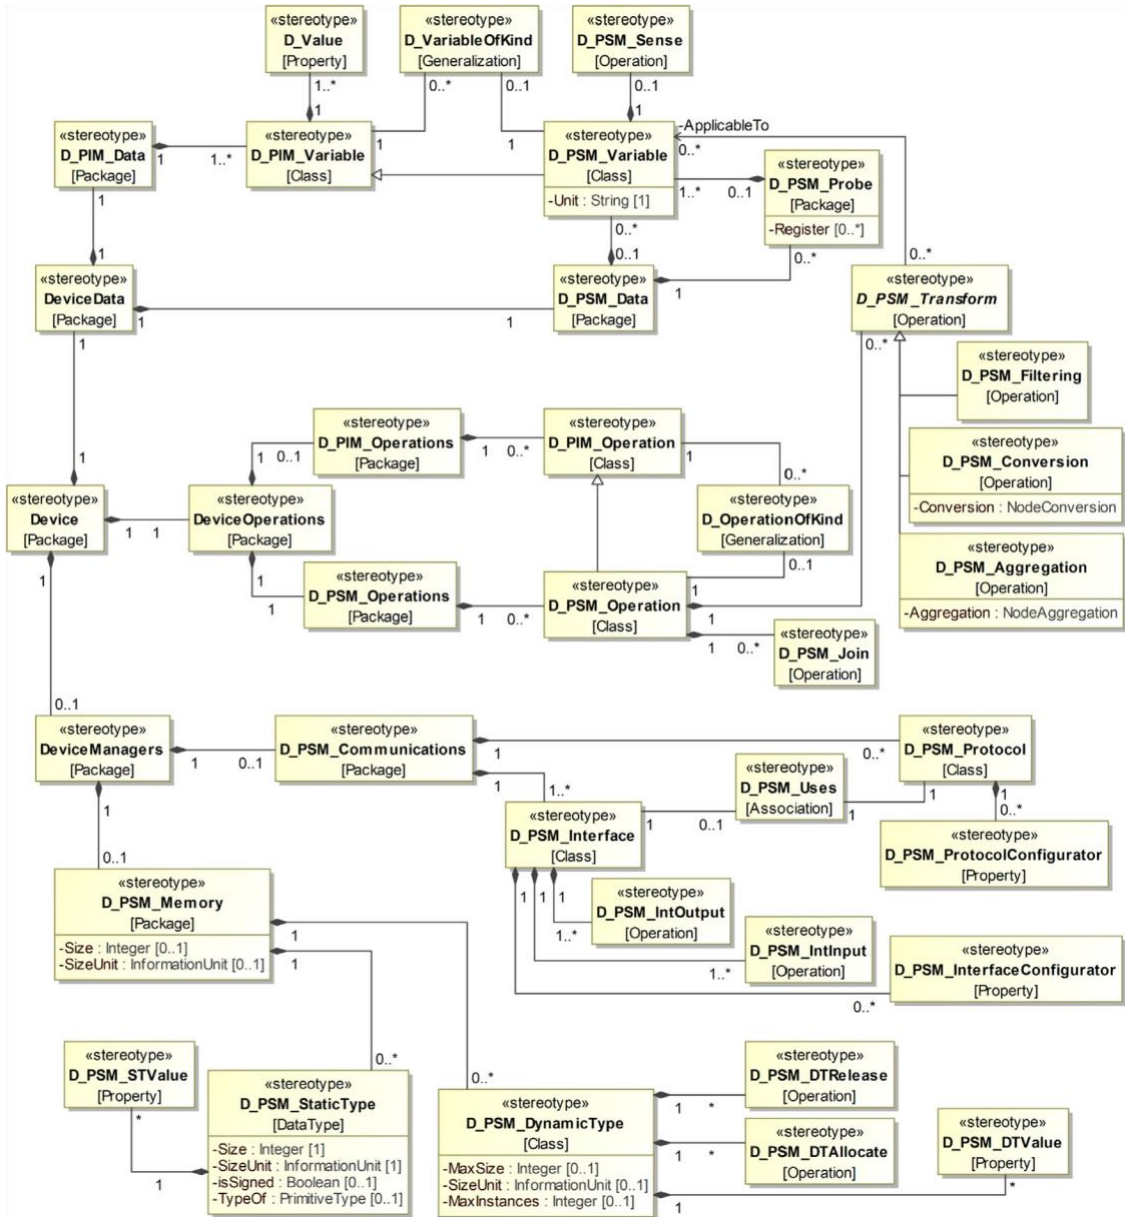 «stereotype»
D_Value
[Property]
«stereotype»
D_VariableOfKind
[Generalization]
«stereotype»
D_PSM_Sense
[Operation]
1..*
1
0..*
0..1
0..1
1
«stereotype»
D_PIM_Data
[Package]
1
1..*
«stereotype»
D_PIM_Variable
[Class]
1
1
«stereotype»
D_PSM_Variable
[Class]
-Unit : String [1]
-ApplicableTo
0..*
1..*
0..1
«stereotype»
D_PSM_Probe
[Package]
-Register [0..*]
1
1
0..*
0..1
0..*
0..*
«stereotype»
DeviceData
[Package]
1
1
«stereotype»
D_PSM_Data
[Package]
1
«stereotype»
D_PSM_Transform
[Operation]
1
0..*
«stereotype»
D_PSM_Filtering
[Operation]
«stereotype»
D_PIM_Operations
[Package]
1
0..*
«stereotype»
D_PIM_Operation
[Class]
1
0..*
«stereotype»
D_PSM_Conversion
[Operation]
-Conversion : NodeConversion
1
0..1
1
«stereotype»
Device
[Package]
1
1
«stereotype»
DeviceOperations
[Package]
«stereotype»
D_OperationOfKind
[Generalization]
0..1
«stereotype»
D_PSM_Aggregation
[Operation]
-Aggregation : NodeAggregation
1
1
1
«stereotype»
D_PSM_Operations
[Package]
1
0..*
«stereotype»
D_PSM_Operation
[Class]
1
1
1
0..*
«stereotype»
D_PSM_Join
[Operation]
0..1
«stereotype»
DeviceManagers
[Package]
1
0..1
«stereotype»
D_PSM_Communications
[Package]
1
0..*
«stereotype»
D_PSM_Protocol
[Class]
1
1
1..*
1
1
0..*
«stereotype»
D_PSM_Uses
[Association]
1
0..1
1
«stereotype»
D_PSM_Interface
[Class]
«stereotype»
D_PSM_ProtocolConfigurator
[Property]
0..1
«stereotype»
D_PSM_Memory
[Package]
-Size : Integer [0..1]
-SizeUnit : InformationUnit [0..1]
1
1
1
1
1
1..*
«stereotype»
D_PSM_IntOutput
[Operation]
1..*
«stereotype»
D_PSM_IntInput
[Operation]
0..*
«stereotype»
D_PSM_InterfaceConfigurator
[Property]
0..*
0..*
«stereotype»
D_PSM_STValue
[Property]
*
1
«stereotype»
D_PSM_StaticType
[DataType]
-Size : Integer [1]
-SizeUnit : InformationUnit [1]
-isSigned : Boolean [0..1]
-TypeOf : PrimitiveType [0..1]
«stereotype»
D_PSM_DynamicType
[Class]
-MaxSize : Integer [0..1]
-SizeUnit : InformationUnit [0..1]
-MaxInstances : Integer [0..1]
1
*
«stereotype»
D_PSM_DTRelease
[Operation]
1
*
«stereotype»
D_PSM_DTAllocate
[Operation]
1
*
«stereotype»
D_PSM_DTValue
[Property]